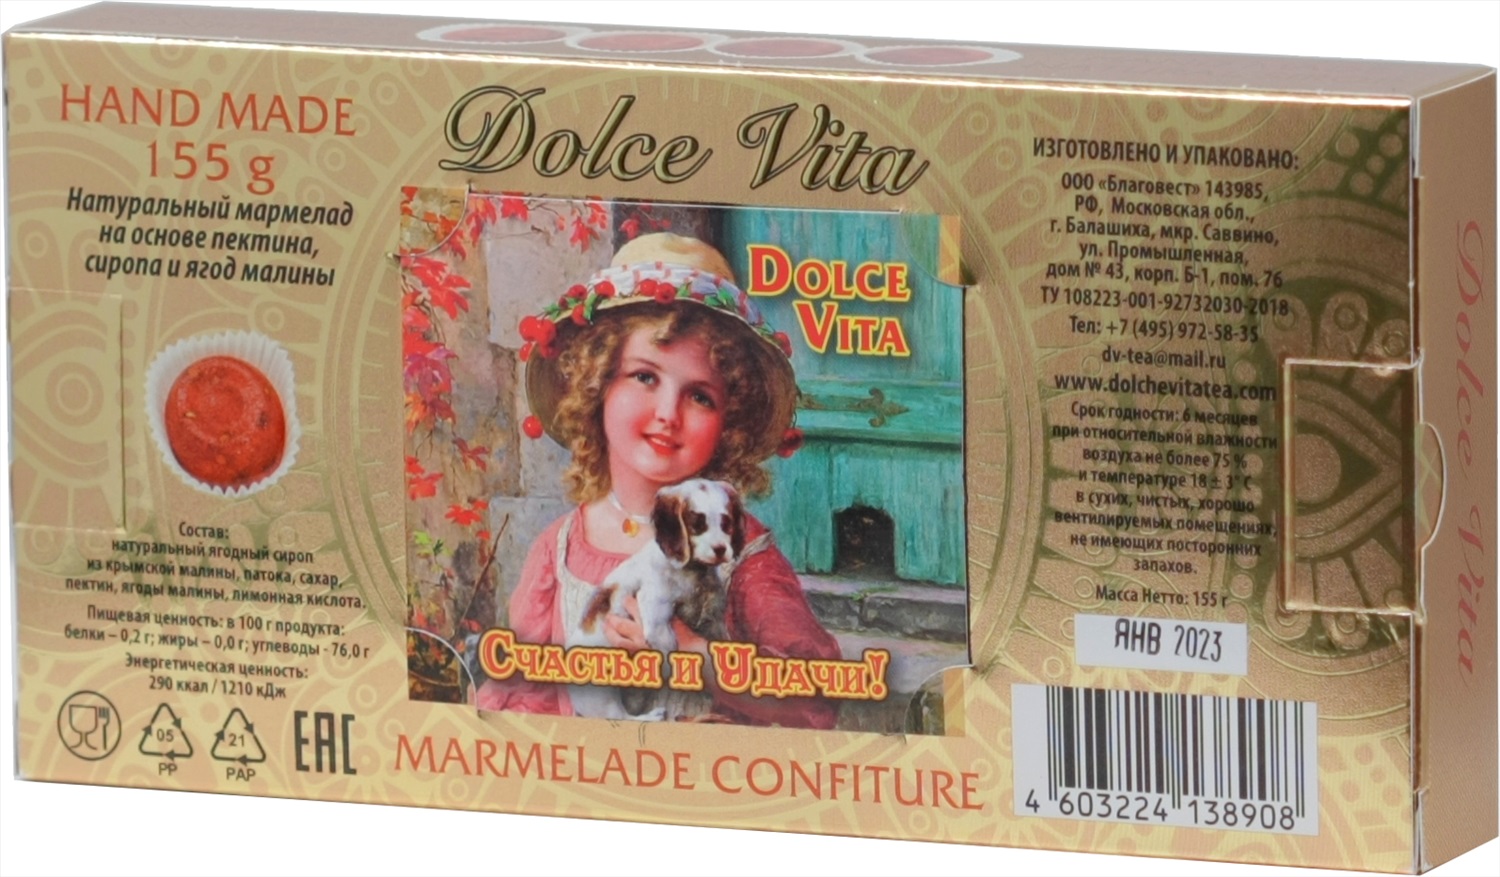 HAND MADE
155 g
Натуральный мармелад
на основе пектина,
сиропа и ягод малины
Состав:
натуральный ягодный сироп
из крымской малины, патока, сахар,
пектин, ягоды малины, лимонная кислота.
Пищевая ценность: в 100 г продукта:
белки – 0,2 г; жиры – 0,0 г; углеводы - 76,0 г
Энергетическая ценность:
290 ккал / 1210 кДж
05
PP
21
PAP
EAC
Dolce Vita
DOLCE
VITA
Счастья и Удачи!
MARMELADE CONFITURE
ИЗГОТОВЛЕНО И УПАКОВАНО:
ООО «Благовест» 143985,
РФ, Московская обл.,
г. Балашиха, мкр. Саввино,
ул. Промышленная,
дом № 43, корп. Б-1, пом. 76
ТУ 108223-001-92732030-2018
Тел: +7 (495) 972-58-35
dv-tea@mail.ru
www.dolchevitatea.com
Срок годности: 6 месяцев
при относительной влажности
воздуха не более 75 %
и температуре 18 ± 3° С
в сухих, чистых, хорошо
вентилируемых помещениях,
не имеющих посторонних
запахов.
Масса Нетто: 155 г
ЯНВ 2023
4 603224 138908
Dolce Vita